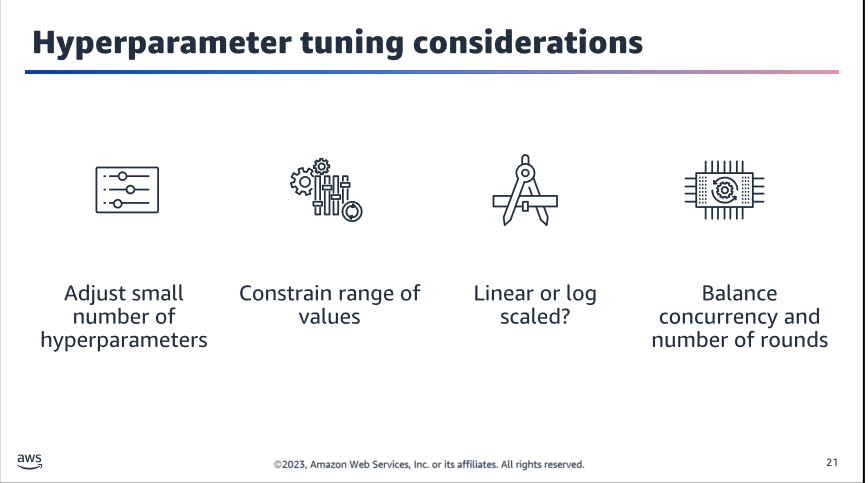 Hyperparameter tuning considerations
Adjust small
number of
hyperparameters
Constrain range of
values
Linear or log
scaled?
Balance
concurrency and
number of rounds
aws
©2023, Amazon Web Services, Inc. or its affiliates. All rights reserved.
21